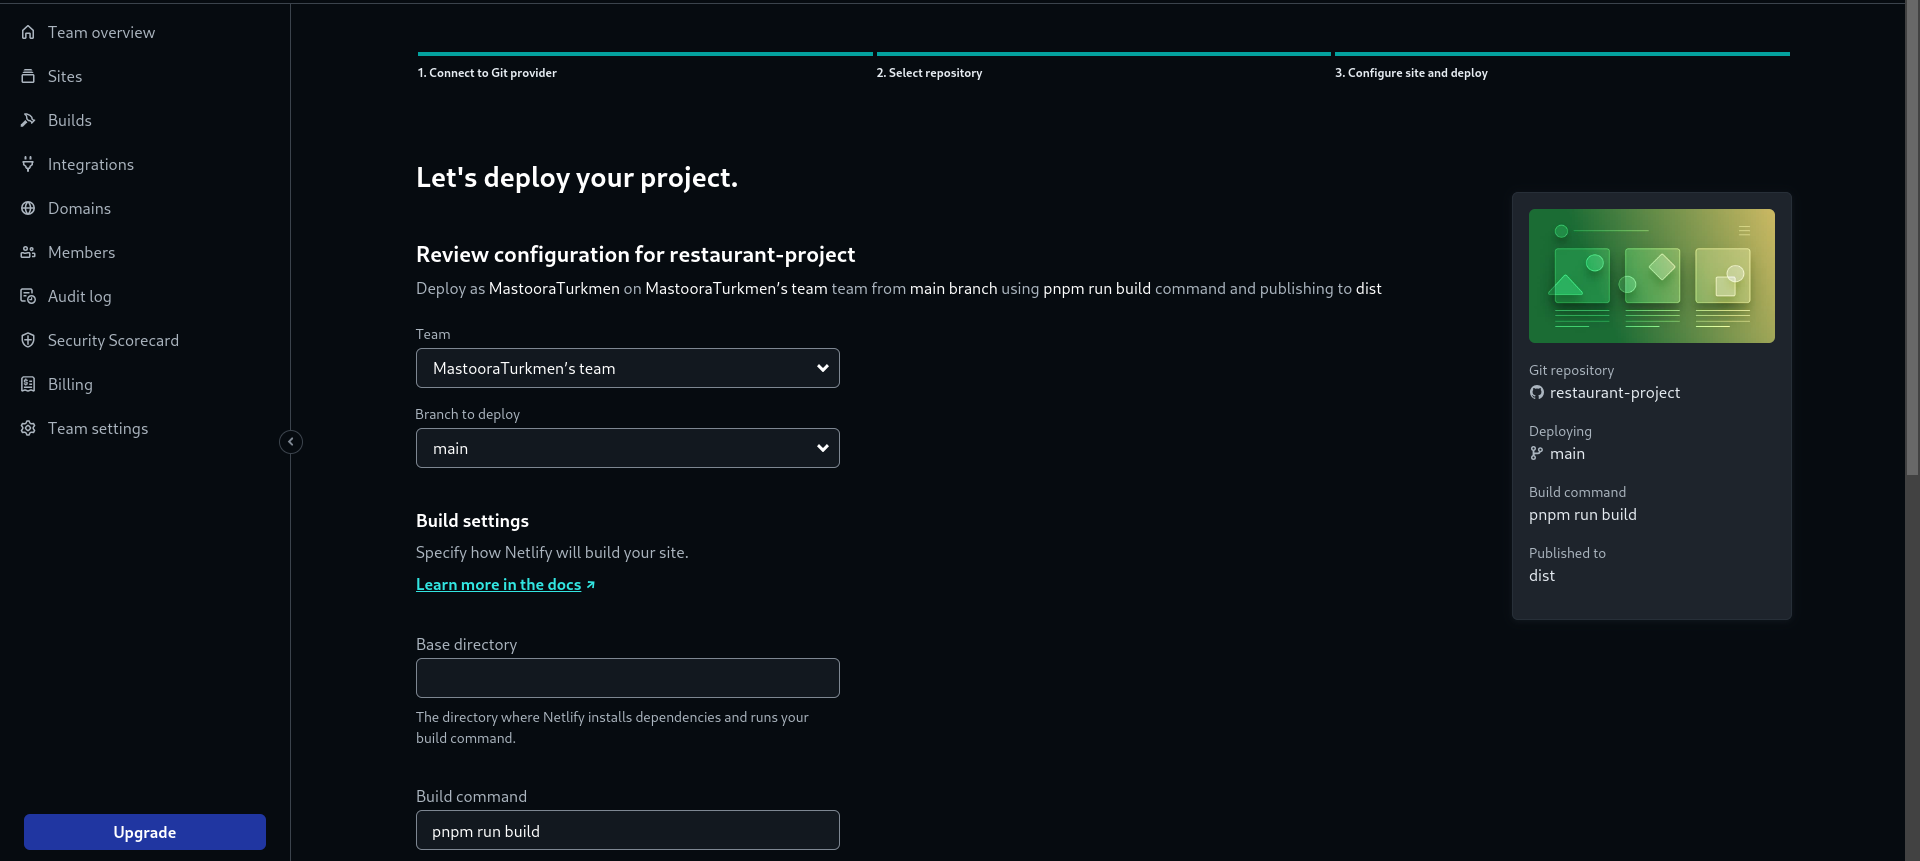 Team overview
Sites
Builds
Integrations
Domains
Members
Audit log
Security Scorecard
Billing
Team settings
Upgrade
1. Connect to Git provider
2. Select repository
3. Configure site and deploy
Let's deploy your project.
Review configuration for restaurant-project
Deploy as MastooraTurkmen on MastooraTurkmen’s team team from main branch using pnpm run build command and publishing to dist
Team
MastooraTurkmen’s team
Branch to deploy
main
Build settings
Specify how Netlify will build your site.
Learn more in the docs
Base directory
The directory where Netlify installs dependencies and runs your
build command.
Build command
pnpm run build
Git repository
restaurant-project
Deploying
main
Build command
pnpm run build
Published to
dist